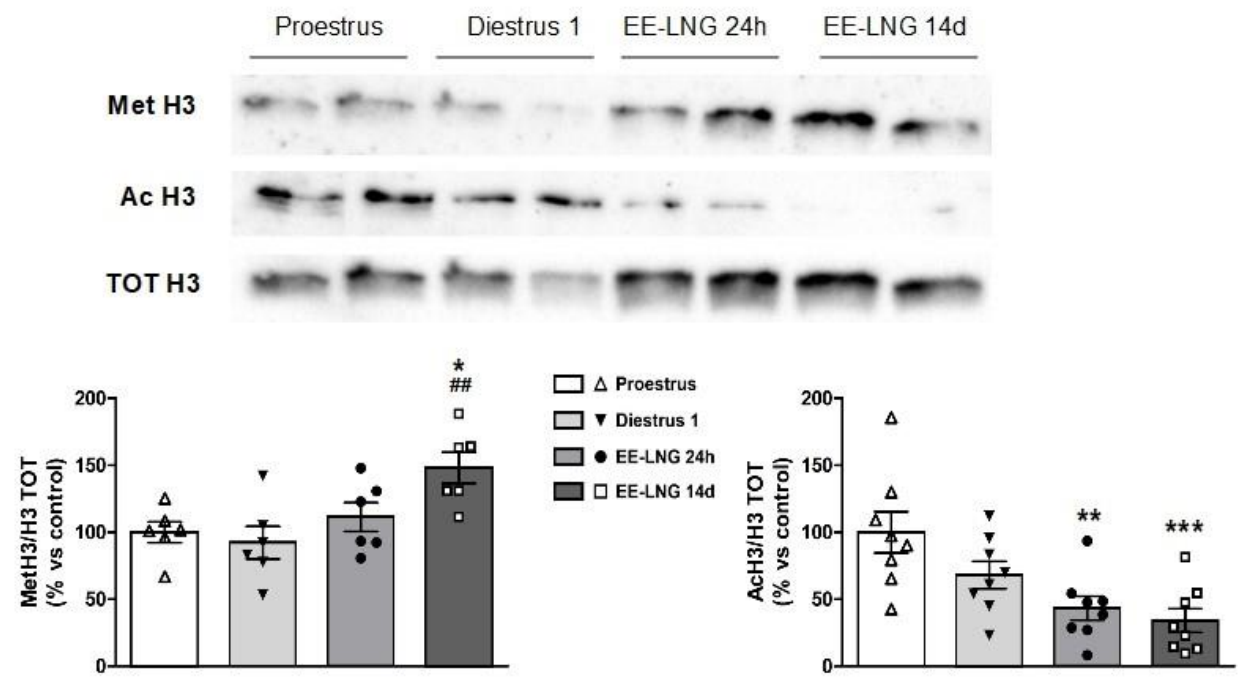 Proestrus Diestrus 1 EE-LNG 24h EE-LNG 14d
Met H3
Ac H3
TOT H3
*
##
200
150
100
50
0
MetH3/H3 TOT
(% vs control)
Proestrus
Diestrus 1
EE-LNG 24h
EE-LNG 14d
200
150
100
50
0
AcH3/H3 TOT
(% vs control)
**
***